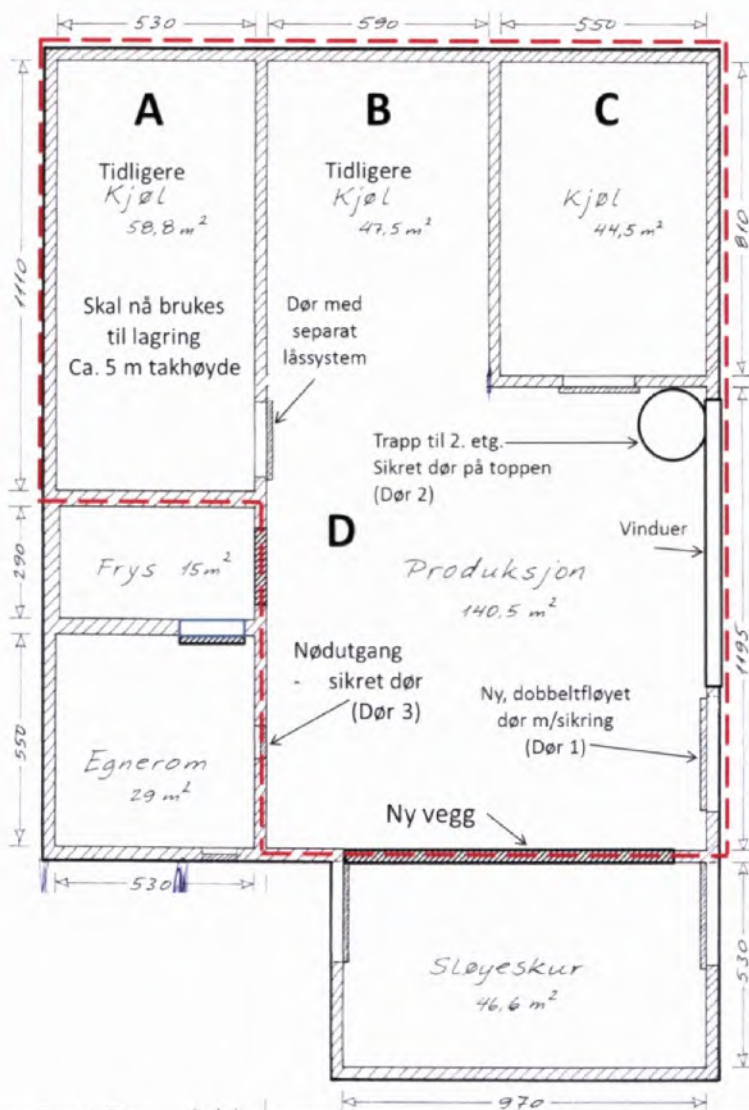 530
590
550
A
B
C
Tidligere
Kjøl
58,8 m²
Tidligere
Kjøl
47,5 m²
Kjøl
44,5 m²
1110
810
Skal nå brukes
til lagring
Ca. 5 m takhøyde
Dør med
separat
låssystem
Trapp til 2. etg.
Sikret dør på toppen
(Dør 2)
D
Vinduer
290
Frys 15 m²
Produksjon
140.5 m²
Nødutgang
- sikret dør
(Dør 3)
Ny, dobbeltfløyet
dør m/sikring
(Dør 1)
1195
550
Egnerom
29 m²
Ny vegg
530
Sløyeskur
46,6 m²
530
970